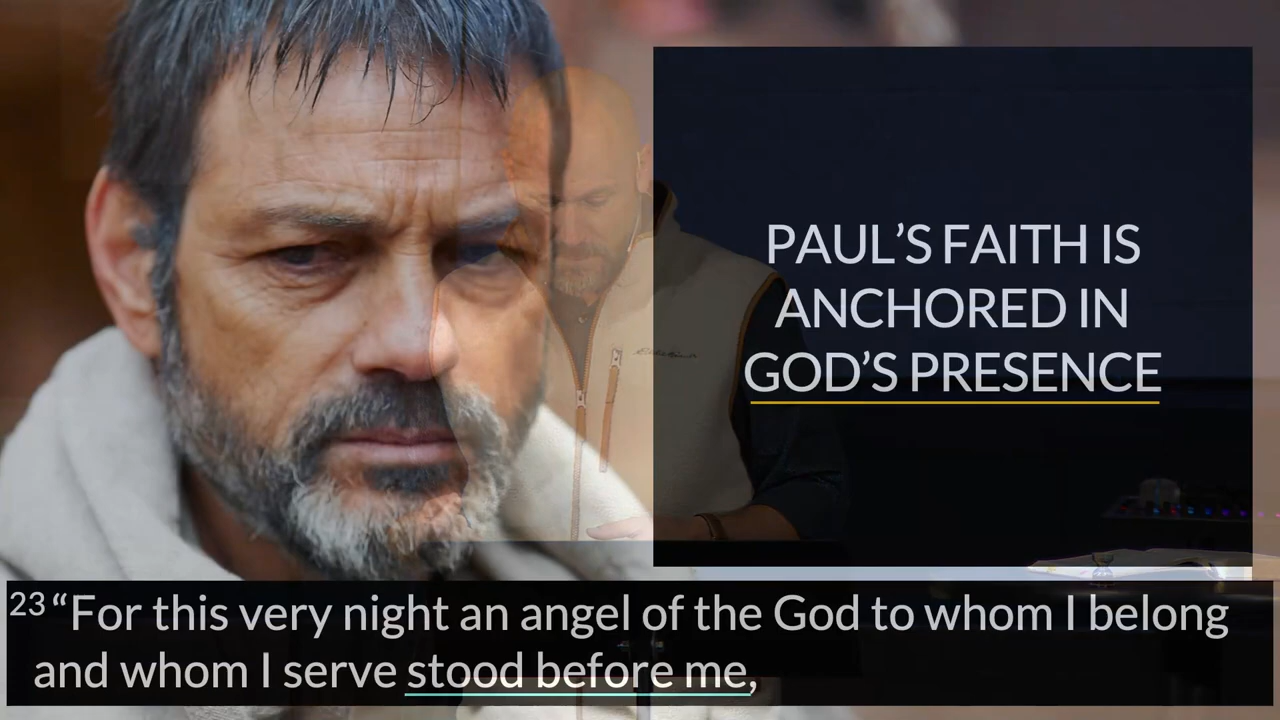 PAUL’S FAITH IS
ANCHORED IN
GOD’S PRESENCE
23 “For this very night an angel of the God to whom I belong
and whom I serve stood before me,